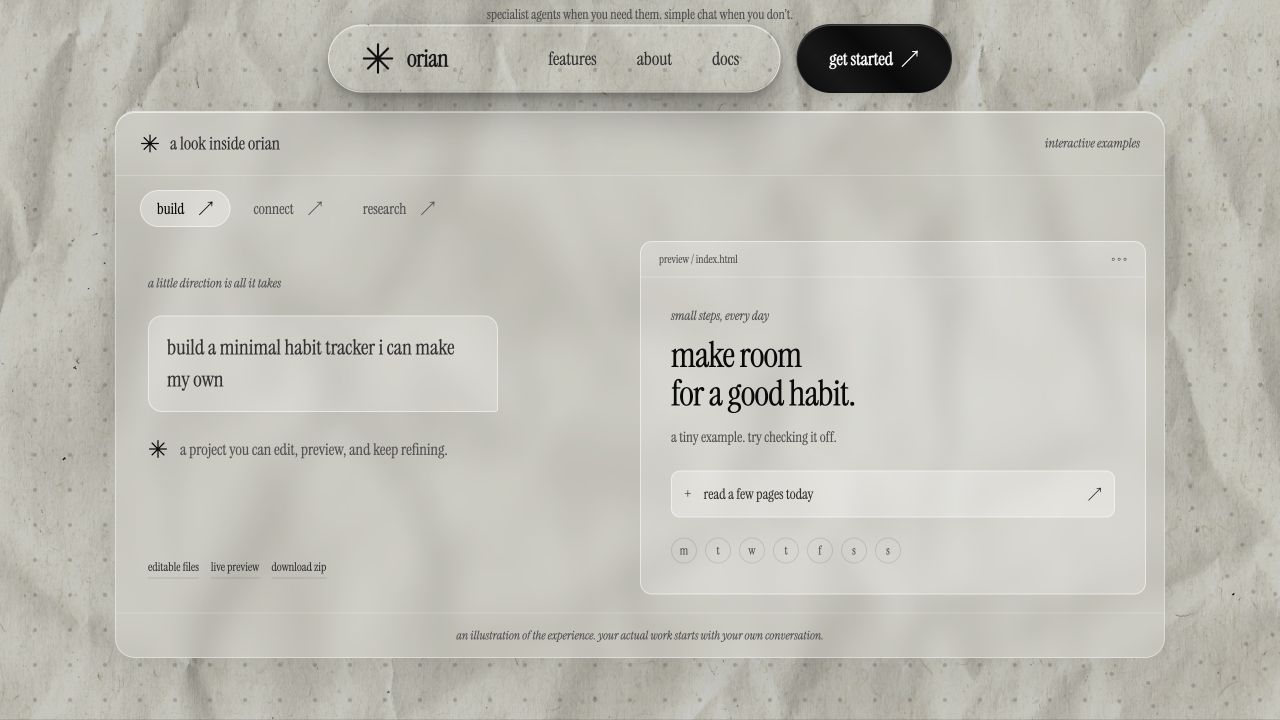 specialist agents when you need them. simple chat when you don't.
orian
features
about
docs
get started
a look inside orian
interactive examples
build
connect
research
a little direction is all it takes
build a minimal habit tracker i can make
my own
a project you can edit, preview, and keep refining.
editable files
live preview
download zip
preview / index.html
small steps, every day
make room
for a good habit.
a tiny example. try checking it off.
+ read a few pages today
m t w t f s s
an illustration of the experience. your actual work starts with your own conversation.